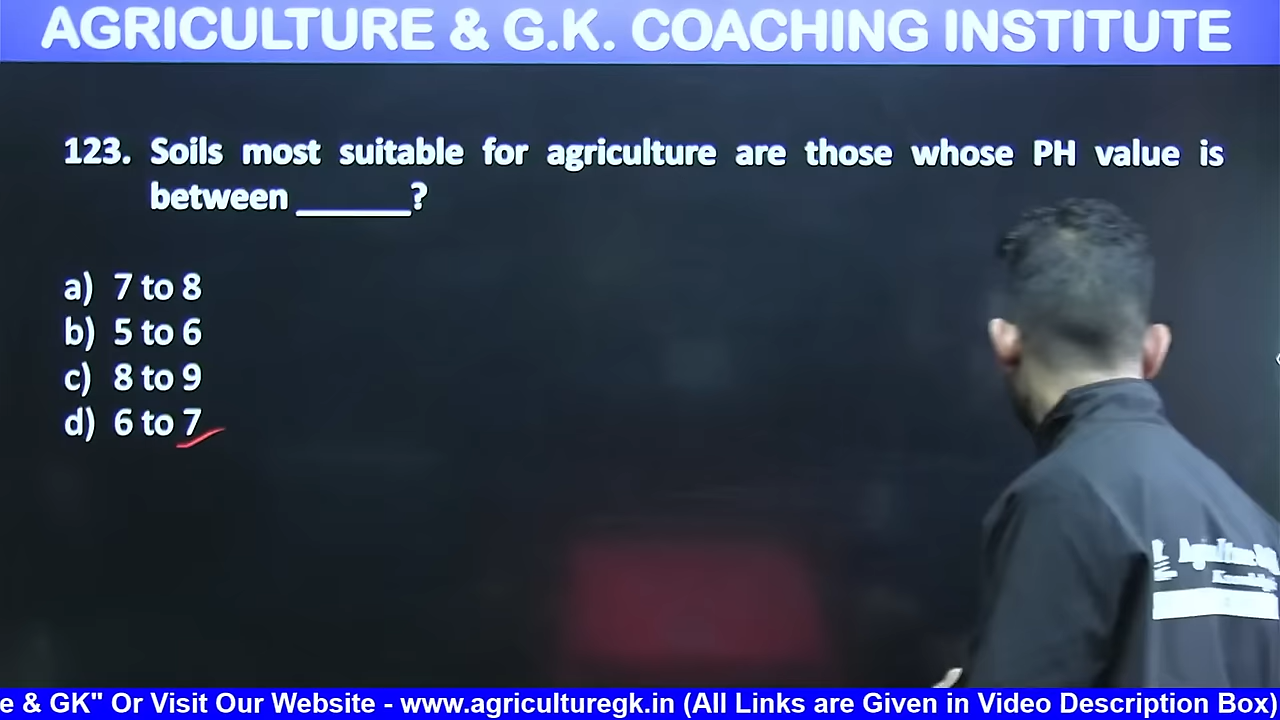 AGRICULTURE & G.K. COACHING INSTITUTE
123. Soils most suitable for agriculture are those whose PH value is
between ______?
a) 7 to 8
b) 5 to 6
c) 8 to 9
d) 6 to 7
e & GK" Or Visit Our Website - www.agriculturegk.in (All Links are Given in Video Description Box)